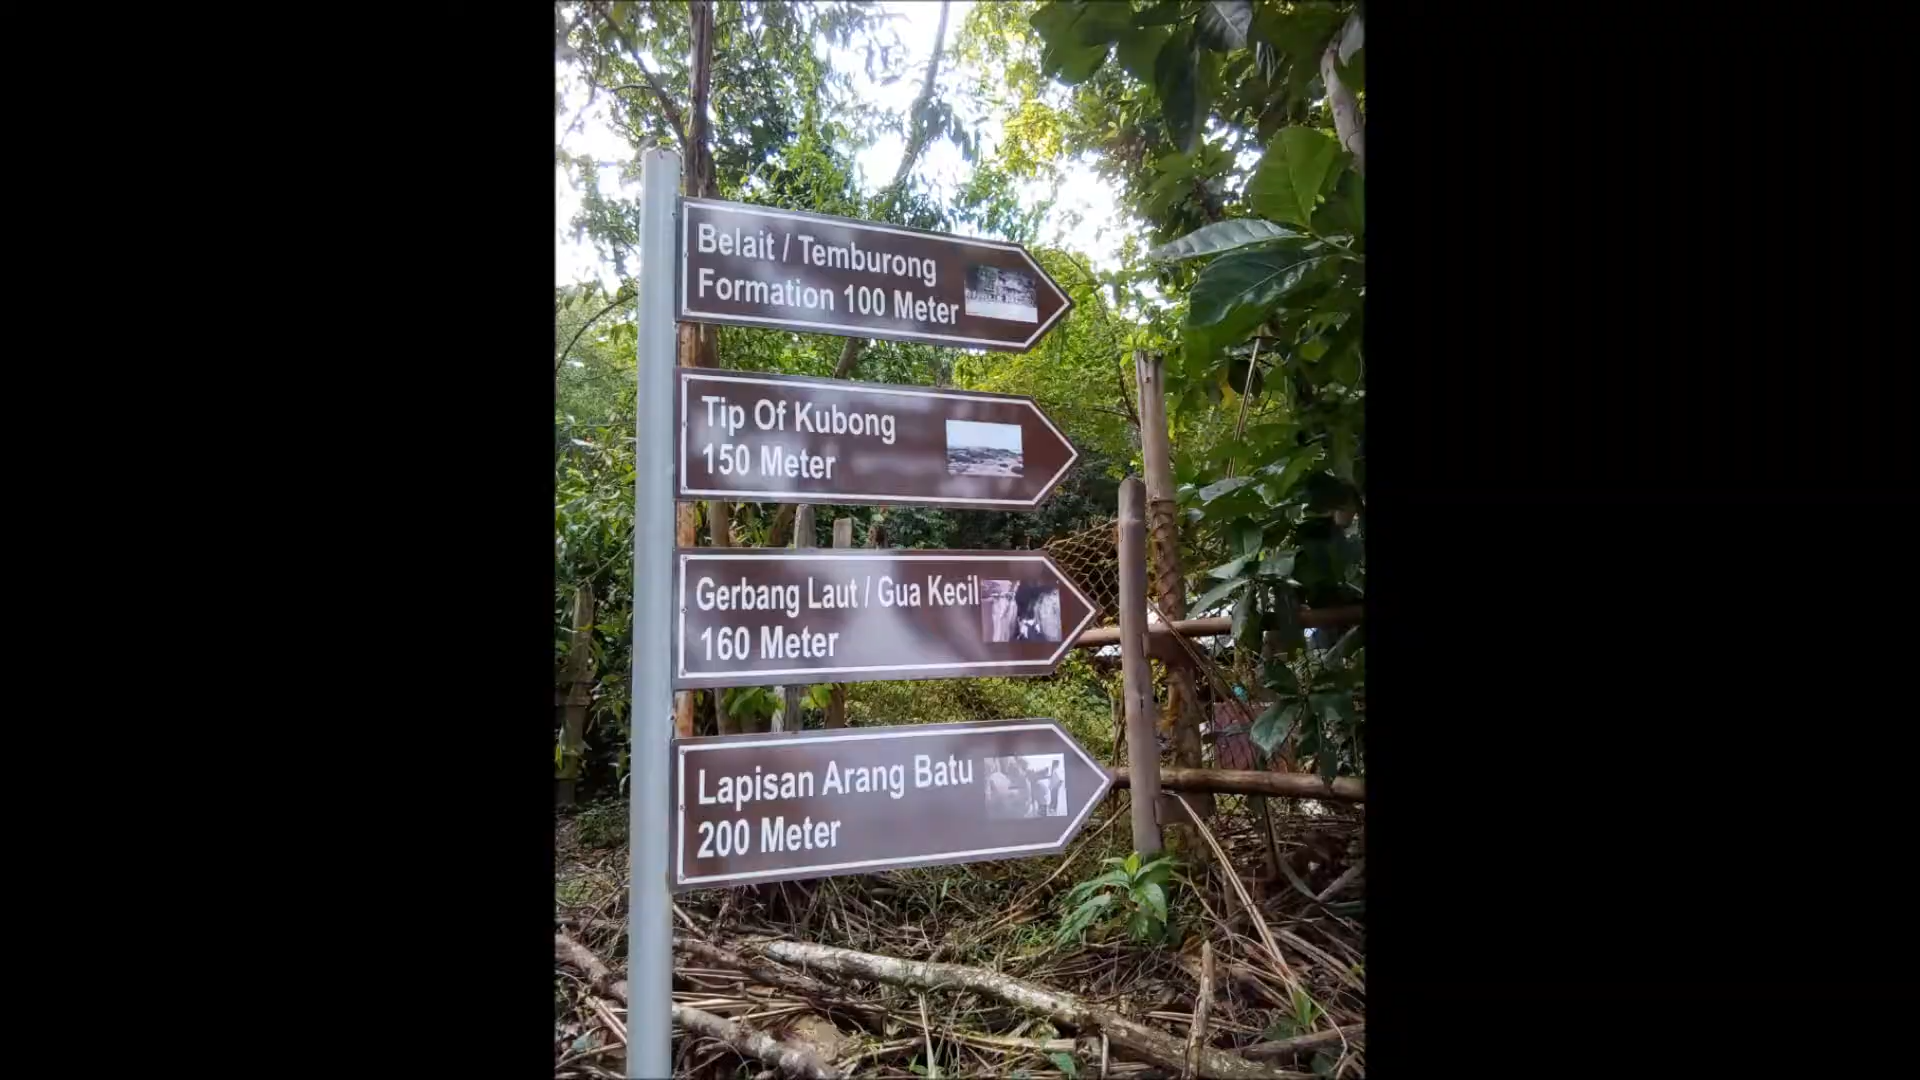 Belait / Temburong
Formation 100 Meter
Tip Of Kubong
150 Meter
Gerbang Laut / Gua Kecil
160 Meter
Lapisan Arang Batu
200 Meter